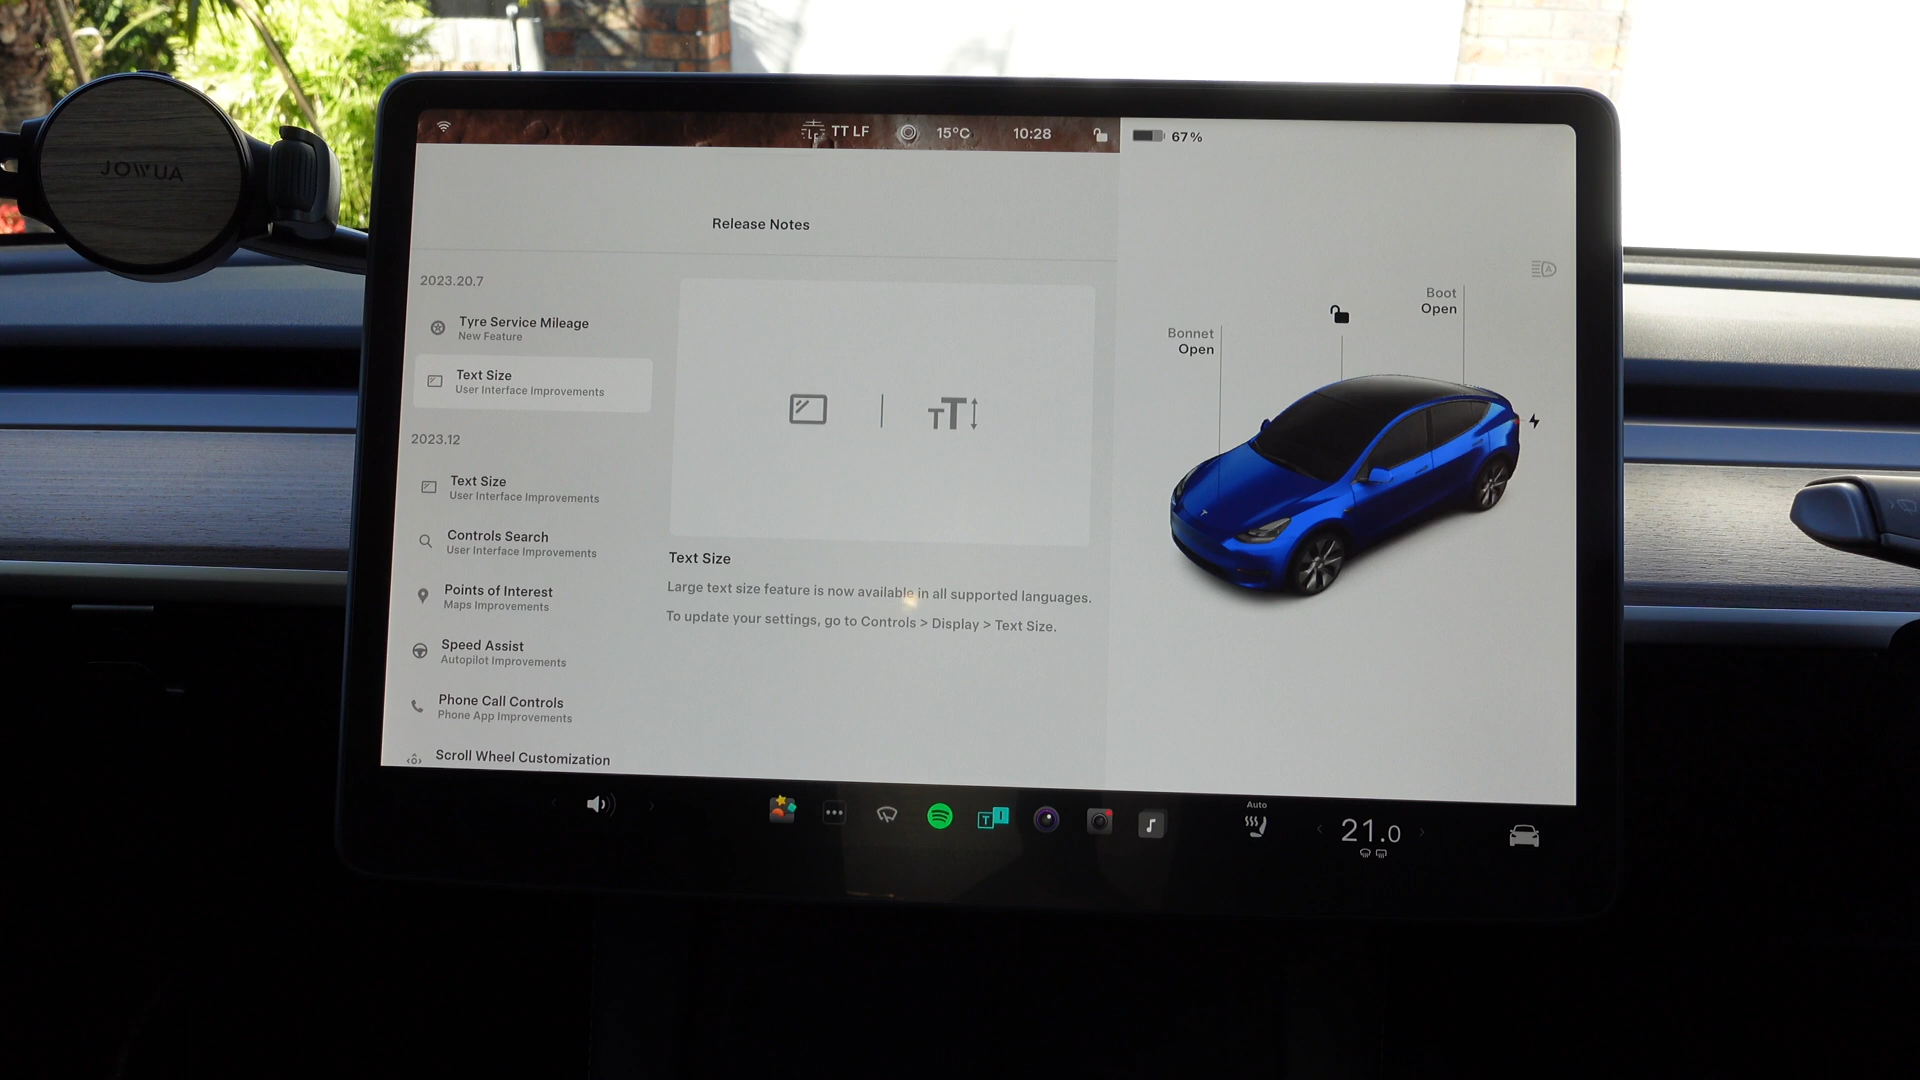 JOWUA
TT LF
15°C
10:28
67%
Release Notes
2023.20.7
Tyre Service Mileage
New Feature
Text Size
User Interface Improvements
2023.12
Text Size
User Interface Improvements
Controls Search
User Interface Improvements
Points of Interest
Maps Improvements
Speed Assist
Autopilot Improvements
Phone Call Controls
Phone App Improvements
Scroll Wheel Customization
Text Size
Large text size feature is now available in all supported languages.
To update your settings, go to Controls > Display > Text Size.
Bonnet
Open
Boot
Open
Auto
21.0